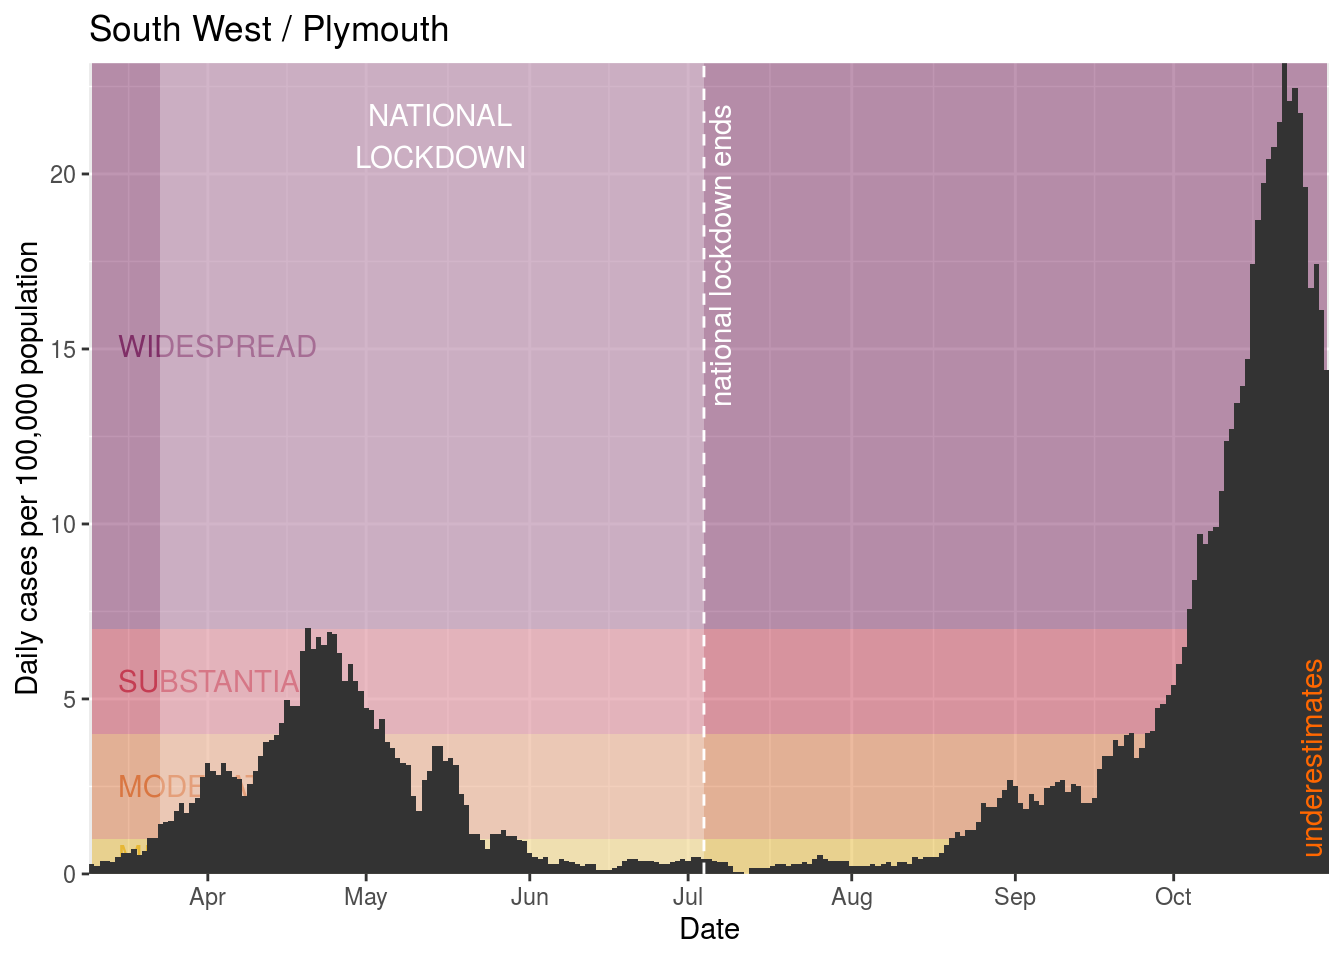 South West / Plymouth
NATIONAL
LOCKDOWN
national lockdown ends
WIDESPREAD
SUBSTANTIA
underestimates
Daily cases per 100,000 population
20
15
10
5
0
Apr
May
Jun
Jul
Aug
Sep
Oct
Date